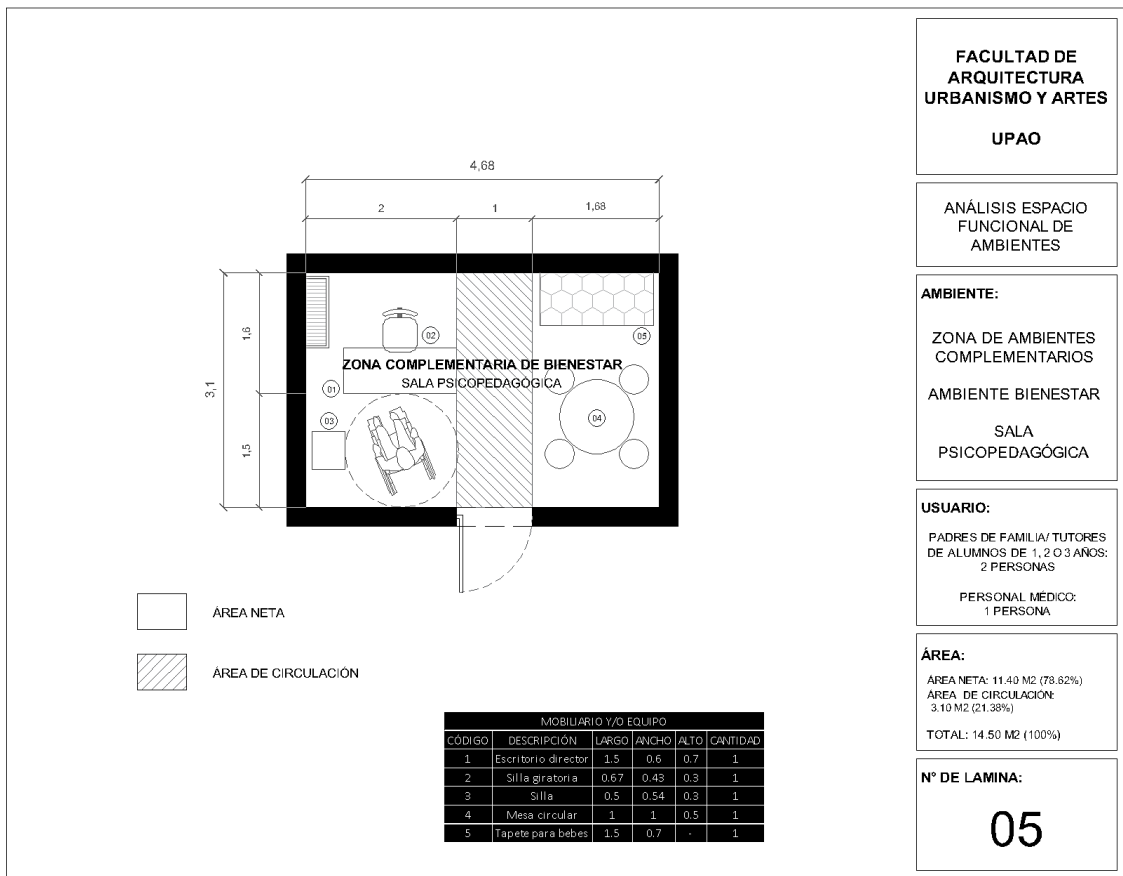 4,68
2
1
1,68
3,1
1,6
1,5
02
05
ZONA COMPLEMENTARIA DE BIENESTAR
SALA PSICOPEDAGÓGICA
01
03
04
ÁREA NETA
ÁREA DE CIRCULACIÓN
MOBILIARIO Y/O EQUIPO
CÓDIGO DESCRIPCIÓN LARGO ANCHO ALTO CANTIDAD
1 Escritorio director 1.5 0.6 0.7 1
2 Silla giratoria 0.67 0.43 0.3 1
3 Silla 0.5 0.54 0.3 1
4 Mesa circular 1 1 0.5 1
5 Tapete para bebes 1.5 0.7 - 1
FACULTAD DE
ARQUITECTURA
URBANISMO Y ARTES
UPAO
ANÁLISIS ESPACIO
FUNCIONAL DE
AMBIENTES
AMBIENTE:
ZONA DE AMBIENTES
COMPLEMENTARIOS
AMBIENTE BIENESTAR
SALA
PSICOPEDAGÓGICA
USUARIO:
PADRES DE FAMILIA/ TUTORES
DE ALUMNOS DE 1, 2 O 3 AÑOS:
2 PERSONAS
PERSONAL MÉDICO:
1 PERSONA
ÁREA:
ÁREA NETA: 11.40 M2 (78.62%)
ÁREA DE CIRCULACIÓN:
3.10 M2 (21.38%)
TOTAL: 14.50 M2 (100%)
N° DE LAMINA:
05